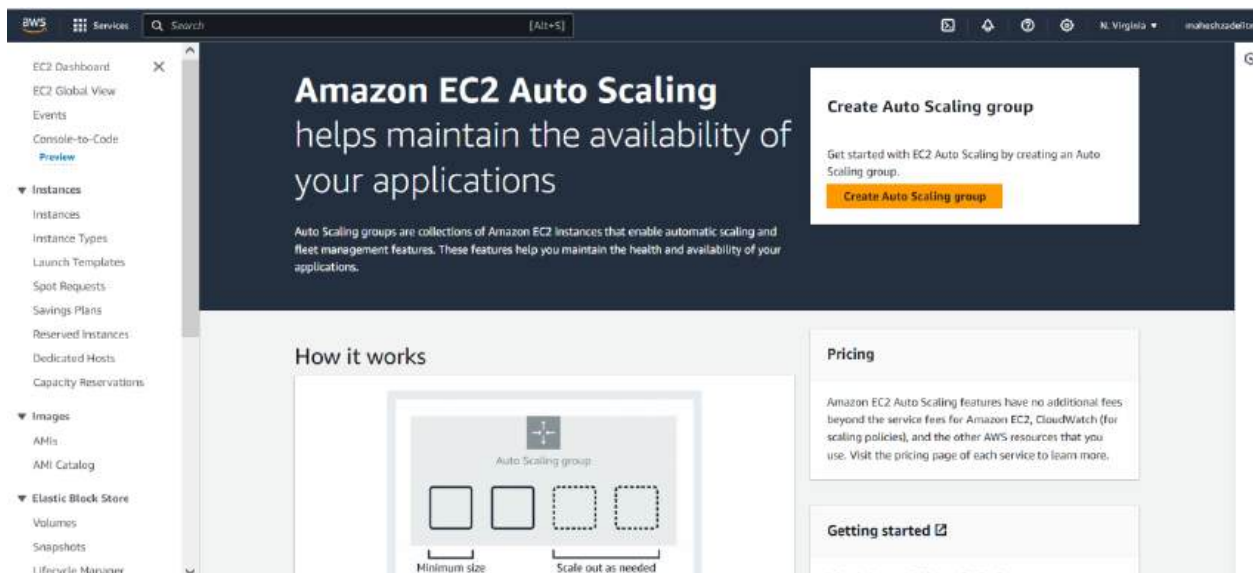 aws
Services
Search
[Alt+S]
N. Virginia
EC2 Dashboard
EC2 Global View
Events
Console-to-Code
Preview
Instances
Instances
Instance Types
Launch Templates
Spot Requests
Savings Plans
Reserved Instances
Dedicated Hosts
Capacity Reservations
Images
AMIs
AMI Catalog
Elastic Block Store
Volumes
Snapshots
Lifecycle Manager
Amazon EC2 Auto Scaling
helps maintain the availability of
your applications
Auto Scaling groups are collections of Amazon EC2 instances that enable automatic scaling and
fleet management features. These features help you maintain the health and availability of your
applications.
Create Auto Scaling group
Get started with EC2 Auto Scaling by creating an Auto
Scaling group.
Create Auto Scaling group
How it works
Auto Scaling group
Minimum size
Scale out as needed
Pricing
Amazon EC2 Auto Scaling features have no additional fees
beyond the service fees for Amazon EC2, CloudWatch (for
scaling policies), and the other AWS resources that you
use. Visit the pricing page of each service to learn more.
Getting started